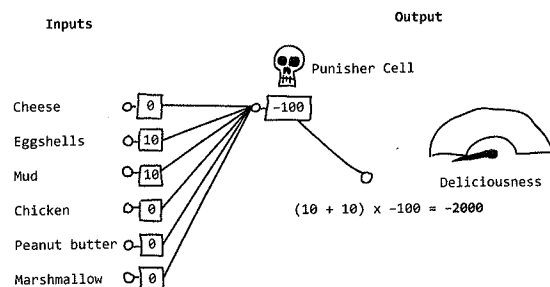 Inputs
Output
Punisher Cell
Cheese 0
-100
Eggshells 10
Mud 10
Deliciousness
Chicken 0
(10 + 10) x -100 = -2000
Peanut butter 0
Marshmallow 0